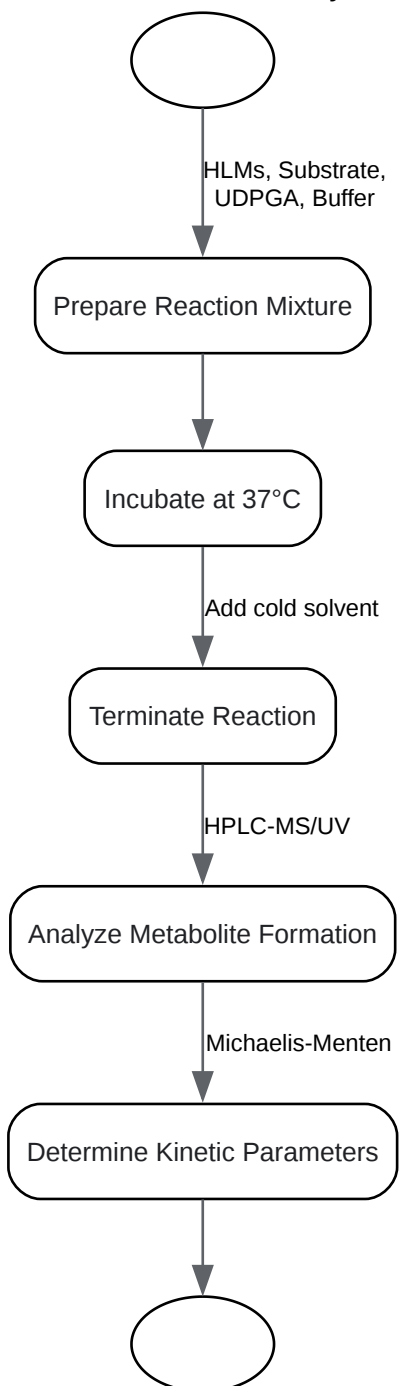 HLMs, Substrate,
UDPGA, Buffer
Prepare Reaction Mixture
Incubate at 37°C
Add cold solvent
Terminate Reaction
HPLC-MS/UV
Analyze Metabolite Formation
Michaelis-Menten
Determine Kinetic Parameters